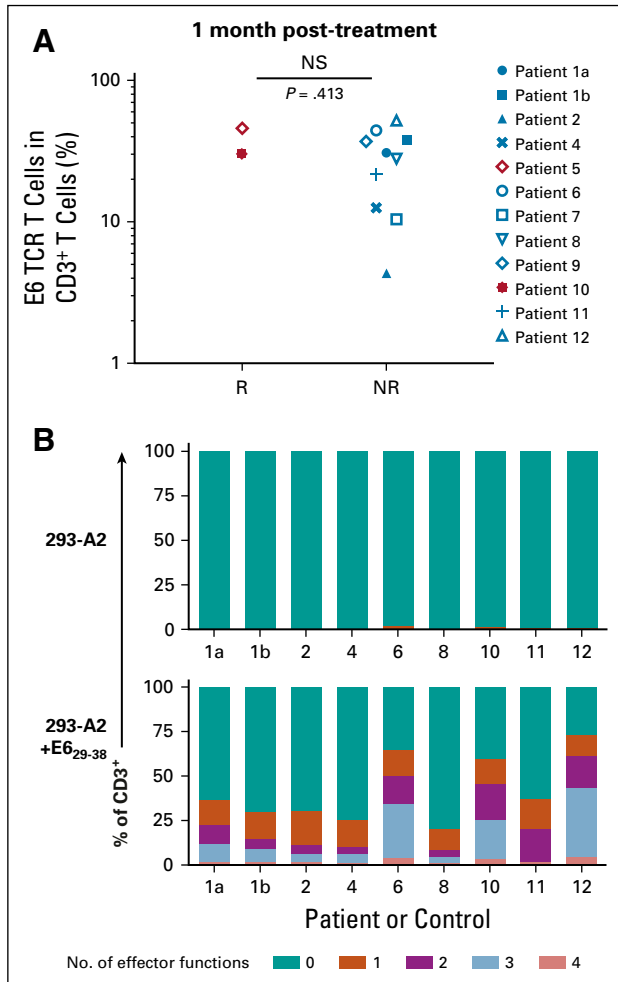 A
1 month post-treatment
NS
P = .413
E6 TCR T Cells in
CD3+ T Cells (%)
100
10
1
R
NR
Patient 1a
Patient 1b
Patient 2
Patient 4
Patient 5
Patient 6
Patient 7
Patient 8
Patient 9
Patient 10
Patient 11
Patient 12
B
293-A2
100
75
50
25
0
1a 1b 2 4 6 8 10 11 12
293-A2
+E629-38
% of CD3+
100
75
50
25
0
1a 1b 2 4 6 8 10 11 12
Patient or Control
No. of effector functions 0 1 2 3 4